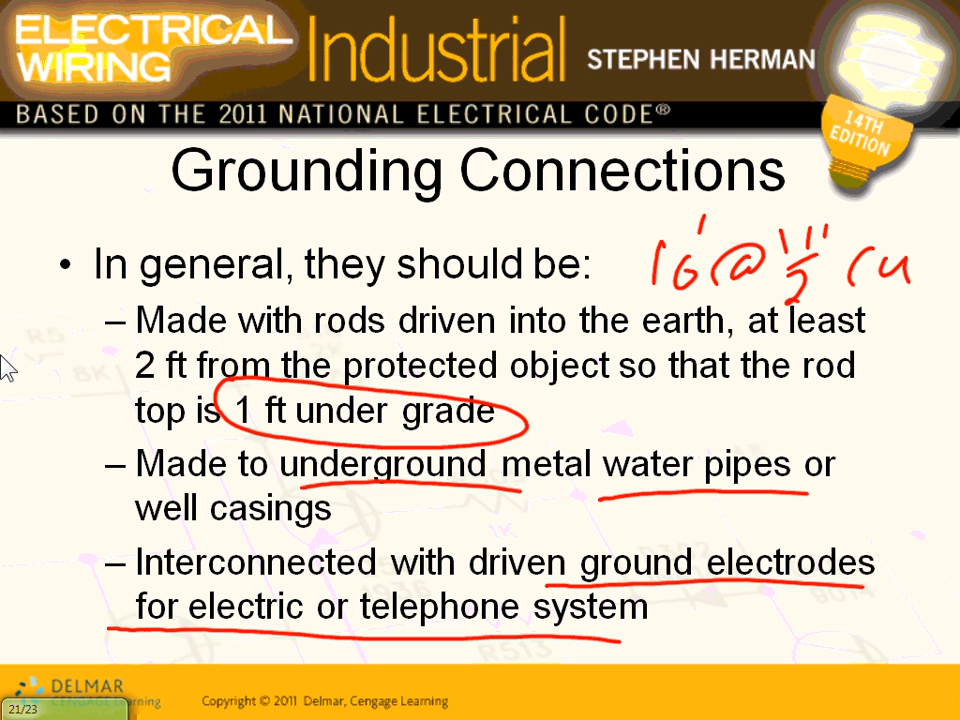 ELECTRICAL
WIRING
Industrial
STEPHEN HERMAN
BASED ON THE 2011 NATIONAL ELECTRICAL CODE®
14TH
EDITION
Grounding Connections
• In general, they should be:
10' @ 1/2" Cu
– Made with rods driven into the earth, at least
2 ft from the protected object so that the rod
top is 1 ft under grade
– Made to underground metal water pipes or
well casings
– Interconnected with driven ground electrodes
for electric or telephone system
DELMAR
CENGAGE Learning
Copyright © 2011 Delmar, Cengage Learning
21/23